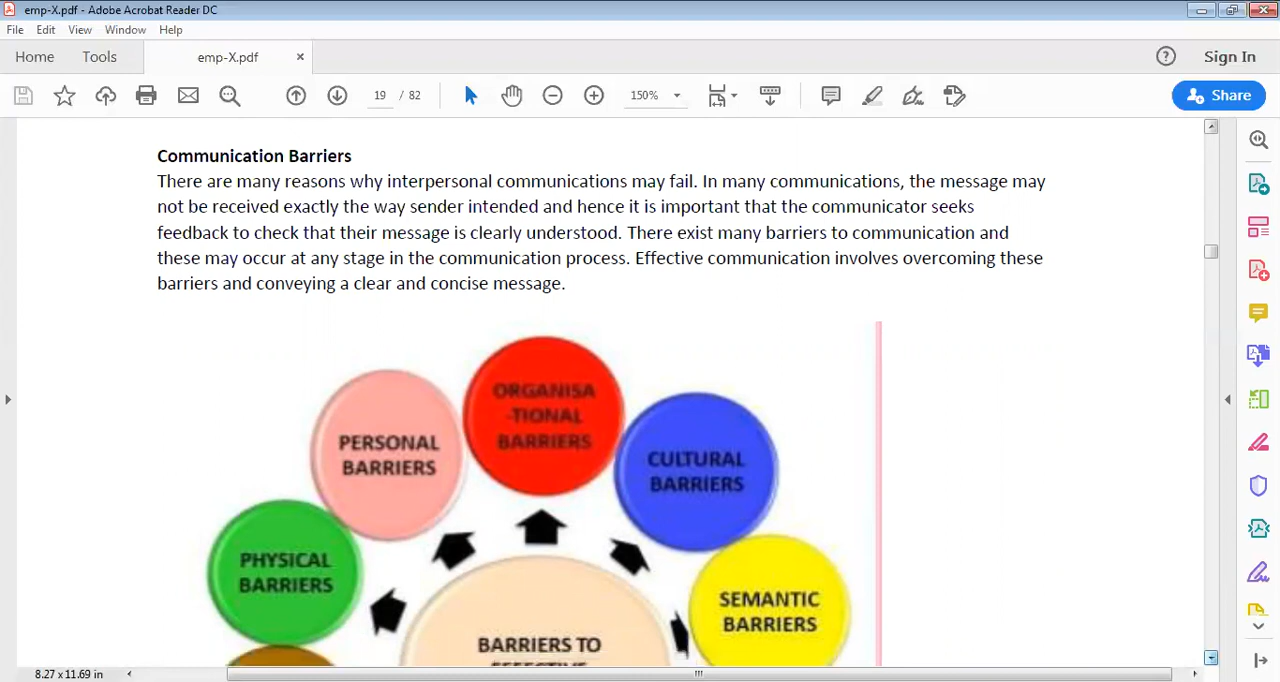 emp-X.pdf - Adobe Acrobat Reader DC
File Edit View Window Help
Home Tools emp-X.pdf × Sign In
19 / 82 150% Share
Communication Barriers
There are many reasons why interpersonal communications may fail. In many communications, the message may
not be received exactly the way sender intended and hence it is important that the communicator seeks
feedback to check that their message is clearly understood. There exist many barriers to communication and
these may occur at any stage in the communication process. Effective communication involves overcoming these
barriers and conveying a clear and concise message.
ORGANISA
-TIONAL
BARRIERS
PERSONAL
BARRIERS
CULTURAL
BARRIERS
PHYSICAL
BARRIERS
SEMANTIC
BARRIERS
BARRIERS TO
EFFECTIVE
8.27 x 11.69 in